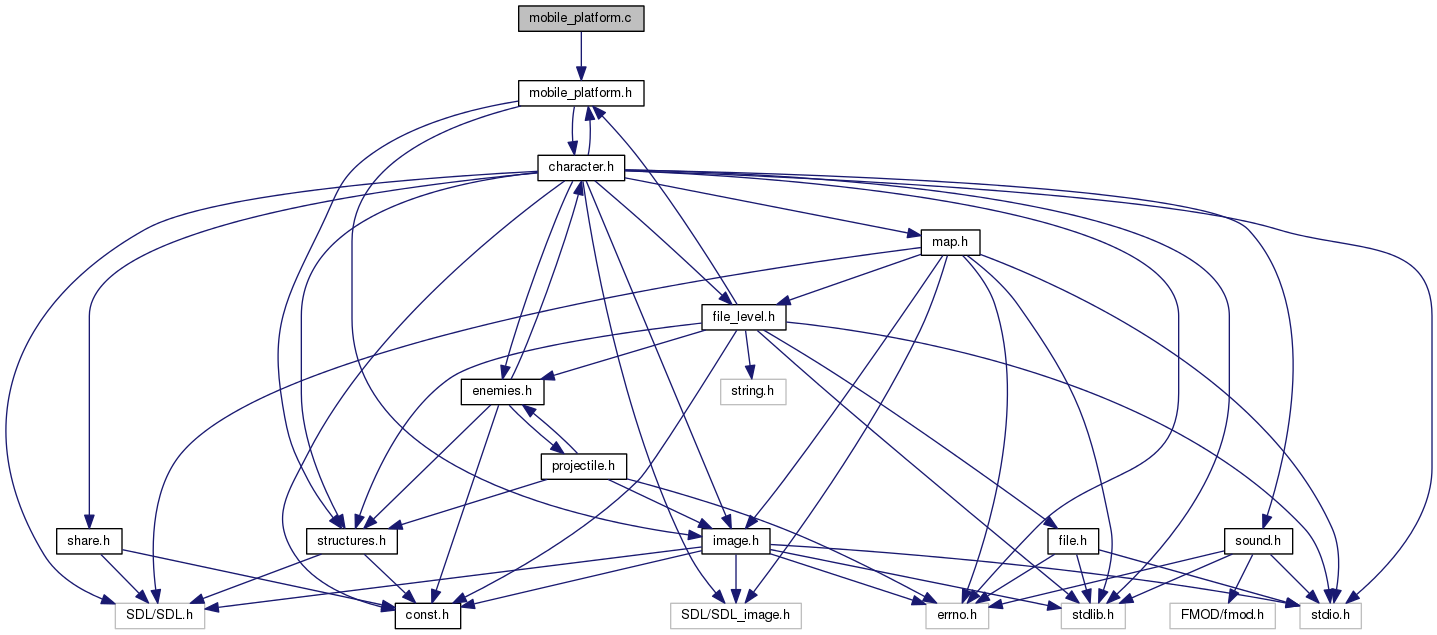 mobile_platform.c
mobile_platform.h
character.h
map.h
file_level.h
enemies.h
string.h
projectile.h
share.h
structures.h
image.h
file.h
sound.h
SDL/SDL.h
const.h
SDL/SDL_image.h
errno.h
stdlib.h
FMOD/fmod.h
stdio.h